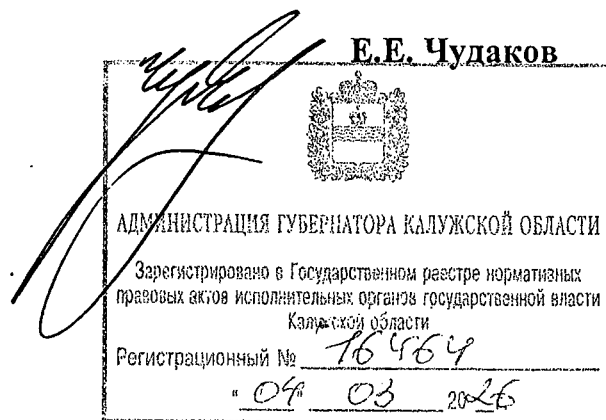 Е.Е. Чудаков
АДМИНИСТРАЦИЯ ГУБЕРНАТОРА КАЛУЖСКОЙ ОБЛАСТИ
Зарегистрировано в Государственном реестре нормативных
правовых актов исполнительных органов государственной власти
Калужской области
Регистрационный № 16464
" 04 " 03 2026